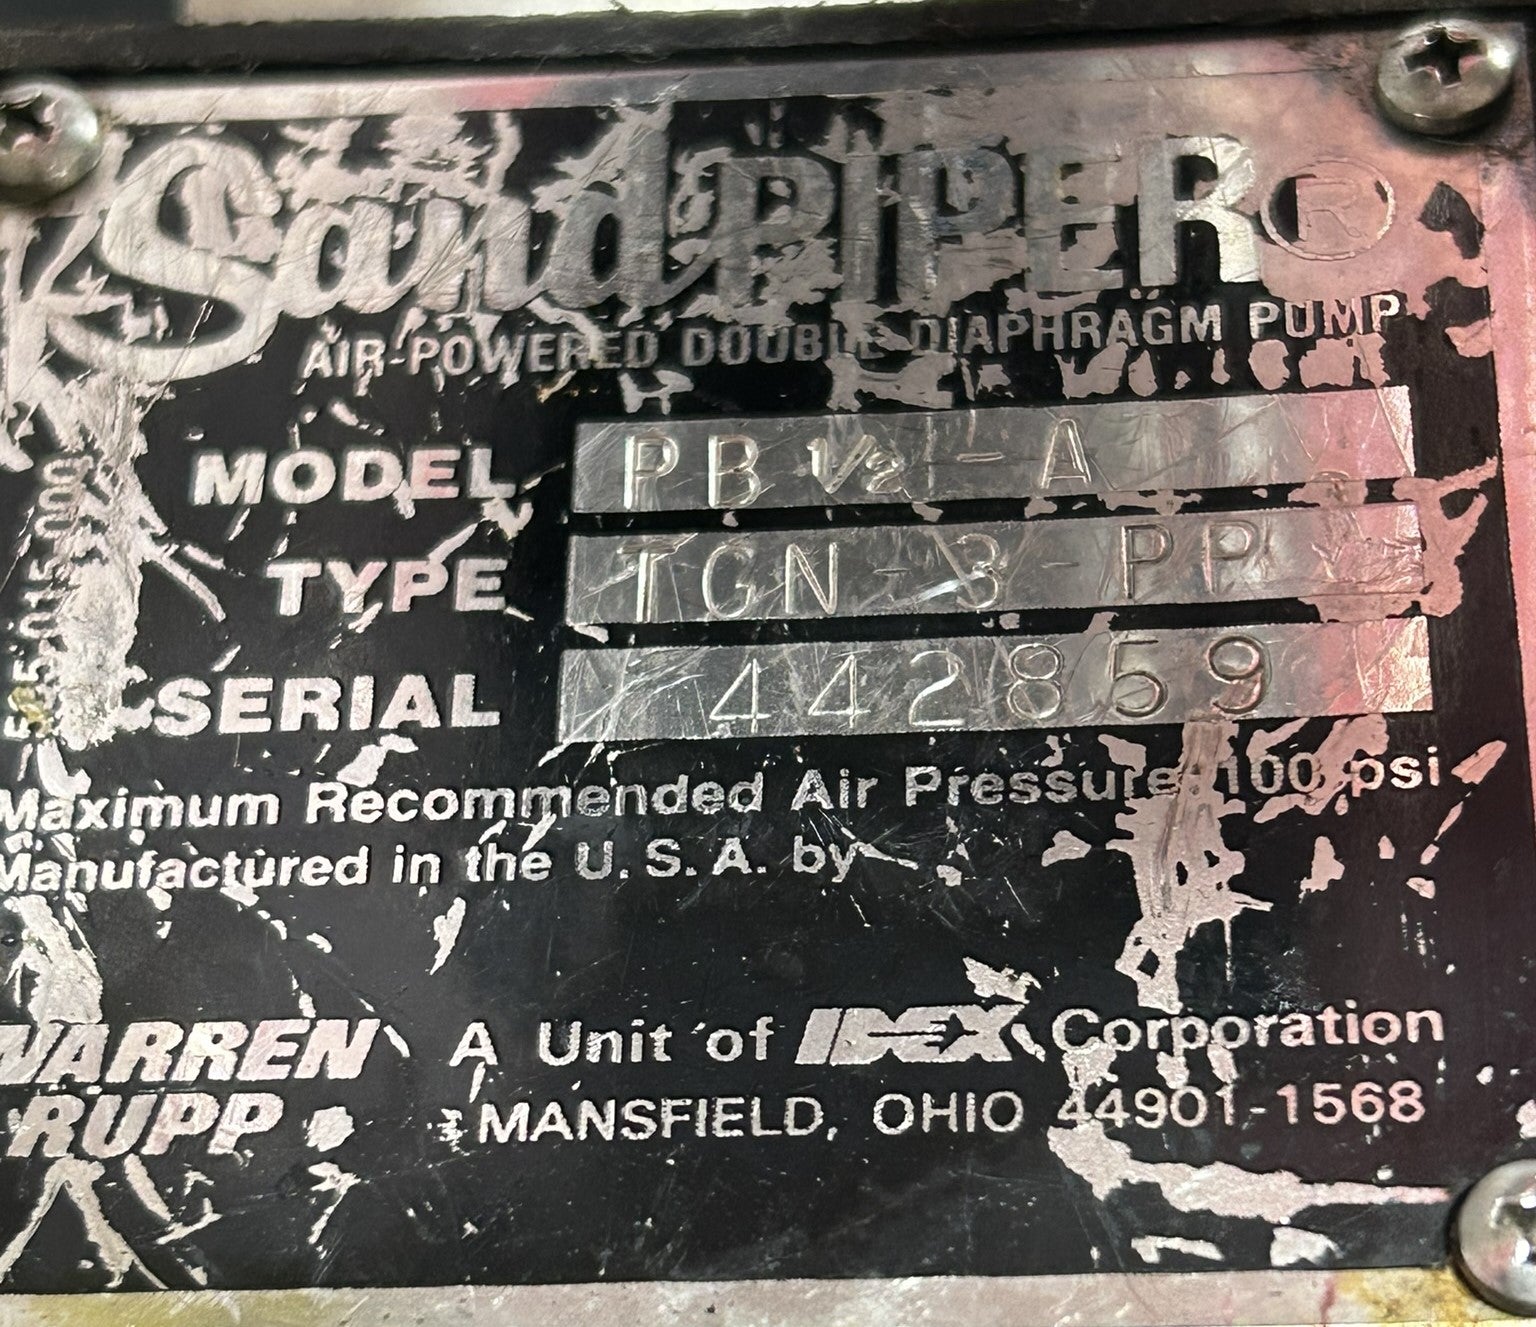 SandPIPER®
AIR-POWERED DOUBLE DIAPHRAGM PUMP
MODEL PB 1/2 - A
TYPE TGN - 3 - PP
SERIAL 442859
Maximum Recommended Air Pressure 100 psi
Manufactured in the U.S.A. by
WARREN RUPP
A Unit of IDEX Corporation
MANSFIELD, OHIO 44901-1568